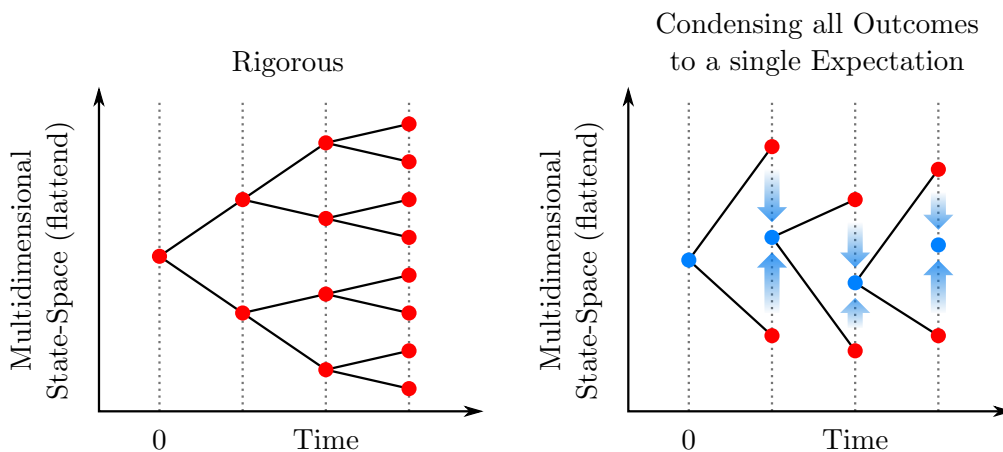 Rigorous
Multidimensional
State-Space (flattend)
0
Time
Condensing all Outcomes
to a single Expectation
Multidimensional
State-Space (flattend)
0
Time